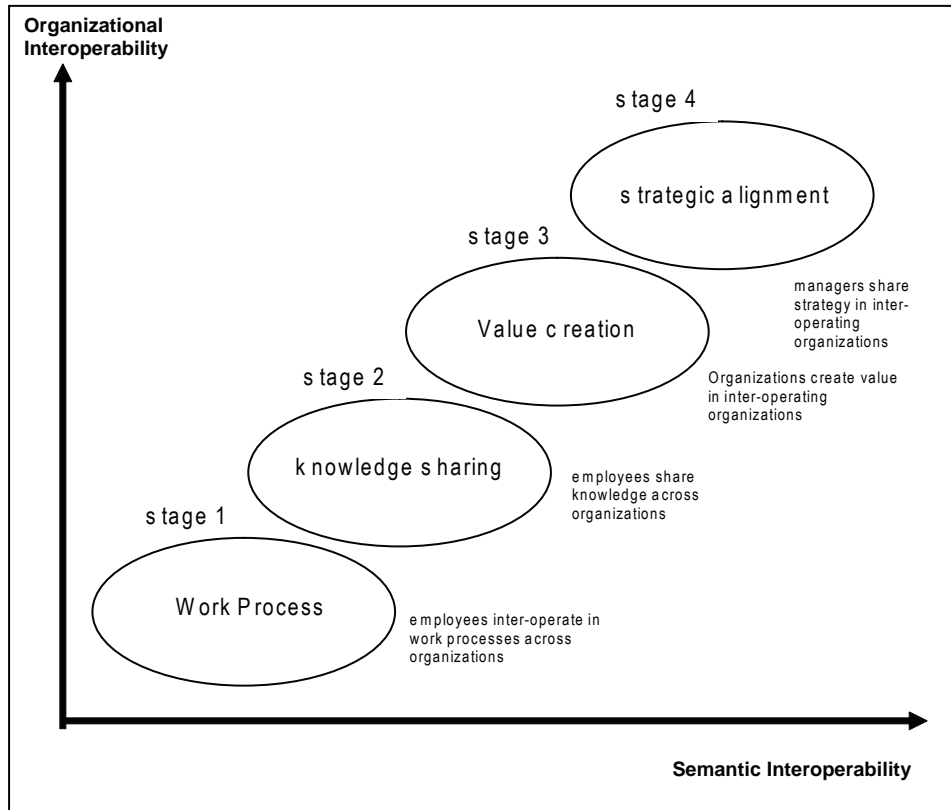 Organizational
Interoperability
stage 4
strategic alignment
managers share
strategy in inter-
operating
organizations
stage 3
Value creation
Organizations create value
in inter-operating
organizations
stage 2
knowledge sharing
employees share
knowledge across
organizations
stage 1
Work Process
employees inter-operate in
work processes across
organizations
Semantic Interoperability